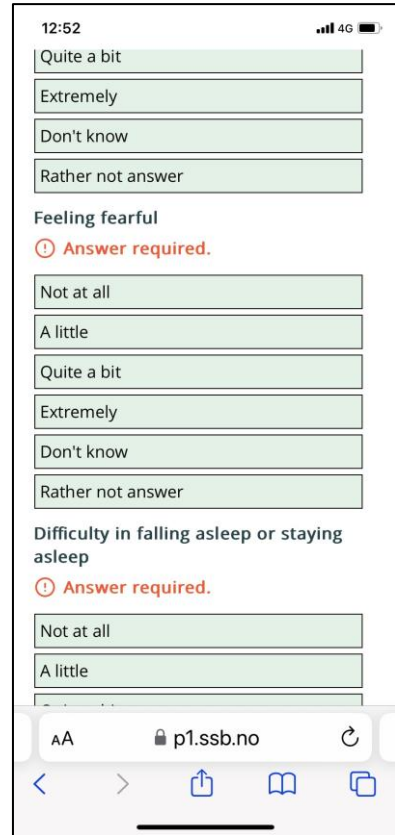 12:52
4G
Quite a bit
Extremely
Don't know
Rather not answer
Feeling fearful
Answer required.
Not at all
A little
Quite a bit
Extremely
Don't know
Rather not answer
Difficulty in falling asleep or staying
asleep
Answer required.
Not at all
A little
AA
p1.ssb.no